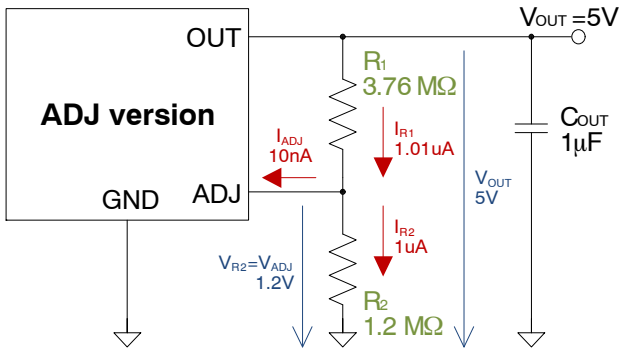 VOUT =5V
OUT
R1
3.76 MΩ
ADJ version
IADJ
10nA
IR1
1.01uA
COUT
1µF
ADJ
GND
VOUT
5V
IR2
1uA
VR2=VADJ
1.2V
R2
1.2 MΩ